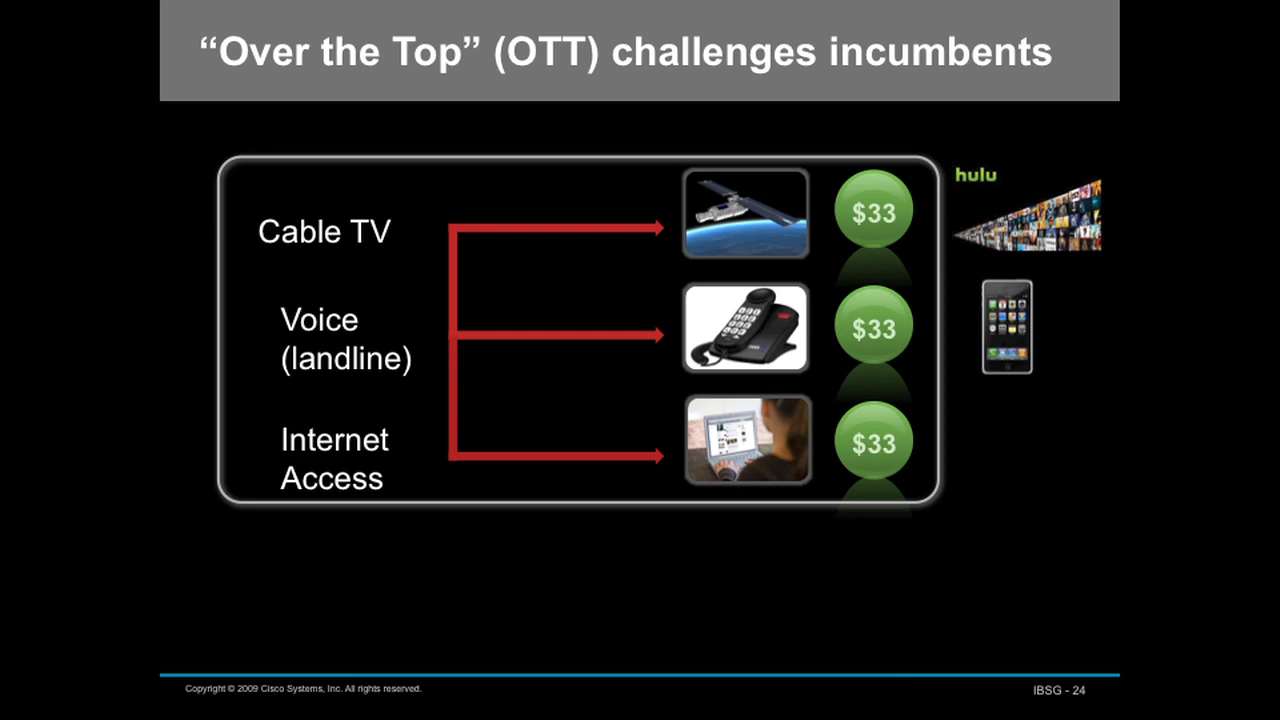 “Over the Top” (OTT) challenges incumbents
Cable TV
$33
hulu
Voice
(landline)
$33
Internet
Access
$33
Copyright © 2009 Cisco Systems, Inc. All rights reserved.
IBSG - 24